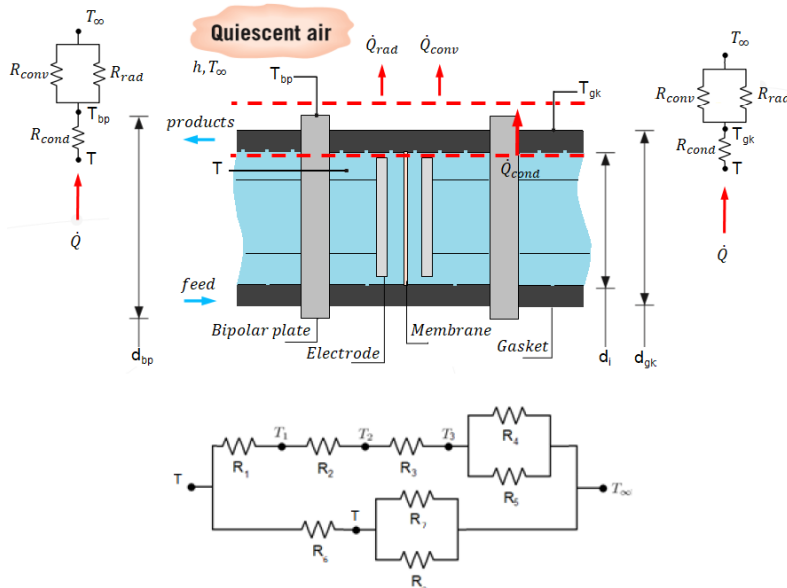 Quiescent air
h, T∞
Q̇rad
Q̇conv
T∞
Rconv
Rrad
Tbp
Rcond
T
Q̇
dbp
Tbp
Tgk
products
T
Q̇cond
feed
Bipolar plate
Electrode
Membrane
Gasket
di
dgk
T∞
Rconv
Rrad
Tgk
Rcond
T
Q̇
T
R1
T1
R2
T2
R3
T3
R4
R5
T∞
R6
T
R7